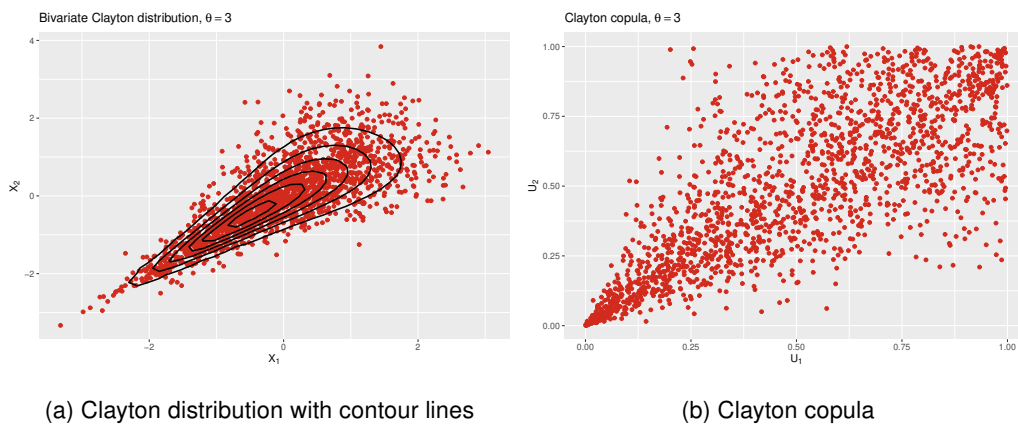 Bivariate Clayton distribution, θ = 3
4
2
0
−2
X2
−2
0
2
X1
(a) Clayton distribution with contour lines
Clayton copula, θ = 3
1.00
0.75
0.50
0.25
0.00
U2
0.00
0.25
0.50
0.75
1.00
U1
(b) Clayton copula